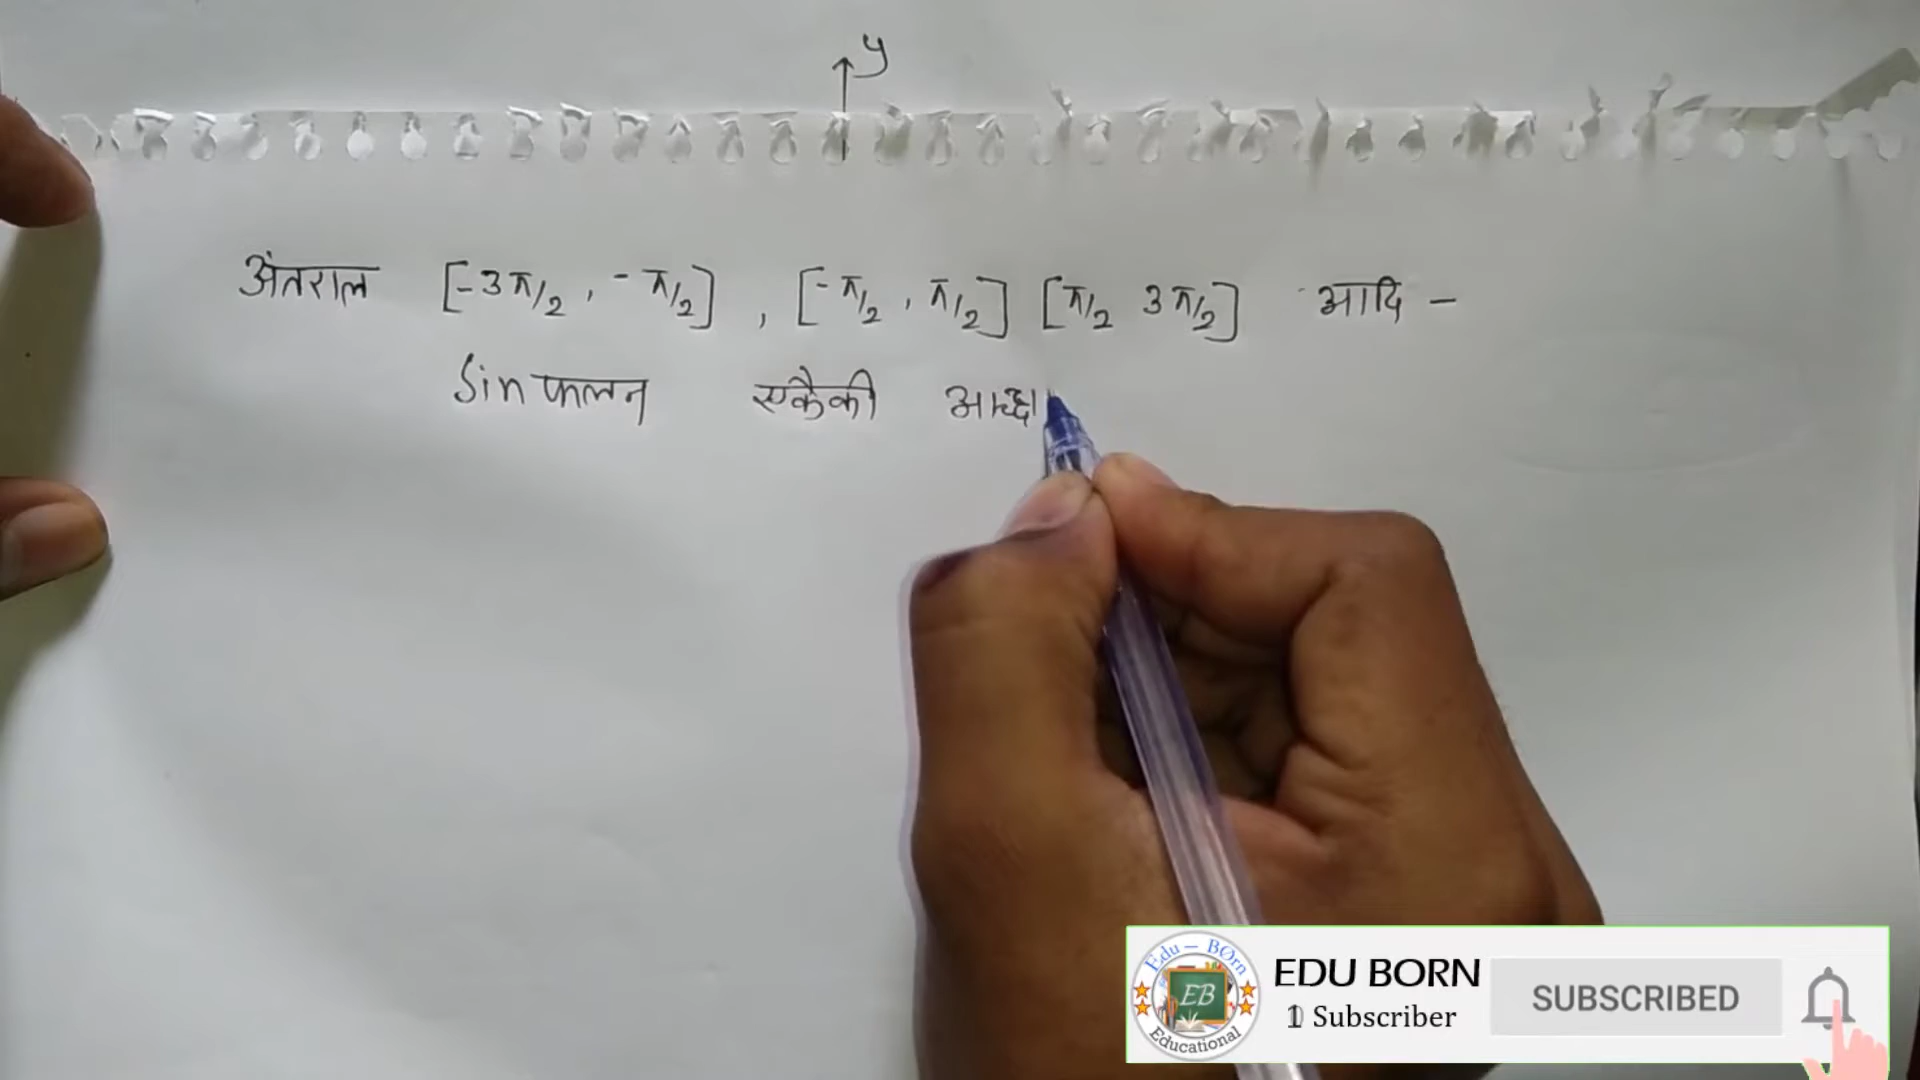 y
अंतराल [-3π/2, -π/2], [-π/2, π/2] [π/2 3π/2] आदि -
Sin फलन एकैकी
Edu - BØrn
EB
Educational
EDU BORN
1 Subscriber
SUBSCRIBED